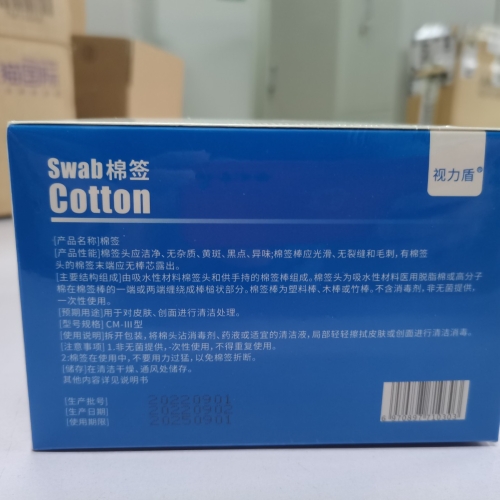 Swab棉签
Cotton
视力盾®
[产品名称]棉签
[产品性能]棉签头应洁净、无杂质、黄斑、黑点、异味;棉签棒应光滑、无裂缝和毛刺，有棉签
头的棉签末端应无棒芯露出。
[主要结构组成]由吸水性材料棉签头和供手持的棉签棒组成。棉签头为吸水性材料医用脱脂棉或高分子
棉在棉签棒的一端或两端缠绕成棒槌状部分。棉签棒为塑料棒、木棒或竹棒、不含消毒剂，非无菌提供，
一次性使用。
[预期用途]用于对皮肤、创面进行清洁处理。
[型号规格] CM-III型
[使用说明]拆开包装，将棉头沾消毒剂、药液或适宜的清洁液，局部轻轻擦拭皮肤或创面进行清洁消毒。
[注意事项] 1.非无菌提供，一次性使用，不得重复使用。
2.棉签在使用中，不要用力过猛，以免棉签折断。
[储存]在清洁干燥，通风处储存。
其他内容详见说明书
[生产批号] 20220901
[生产日期] 20220902
[使用期限] 20250901